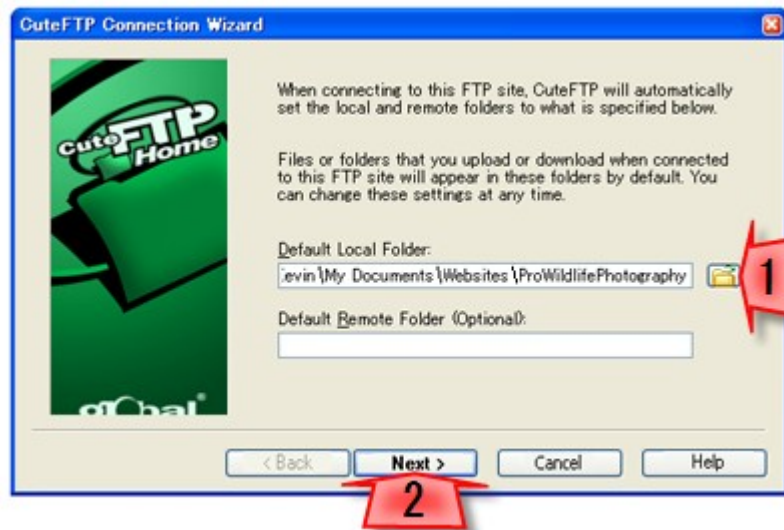 CuteFTP Connection Wizard
CuteFTP
Home
When connecting to this FTP site, CuteFTP will automatically
set the local and remote folders to what is specified below.
Files or folders that you upload or download when connected
to this FTP site will appear in these folders by default. You
can change these settings at any time.
Default Local Folder:
evin\My Documents\Websites\ProWildlifePhotography
1
Default Remote Folder (Optional):
< Back
Next >
Cancel
Help
2